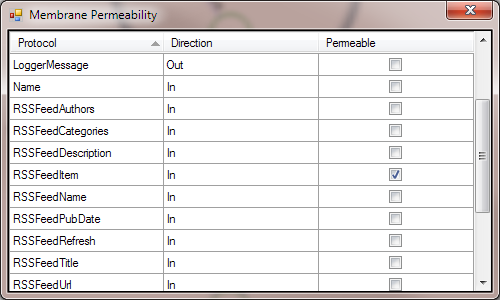 Membrane Permeability
Protocol Direction Permeable
LoggerMessage Out
Name In
RSSFeedAuthors In
RSSFeedCategories In
RSSFeedDescription In
RSSFeedItem In
RSSFeedName In
RSSFeedPubDate In
RSSFeedRefresh In
RSSFeedTitle In
RSSFeedUrl In